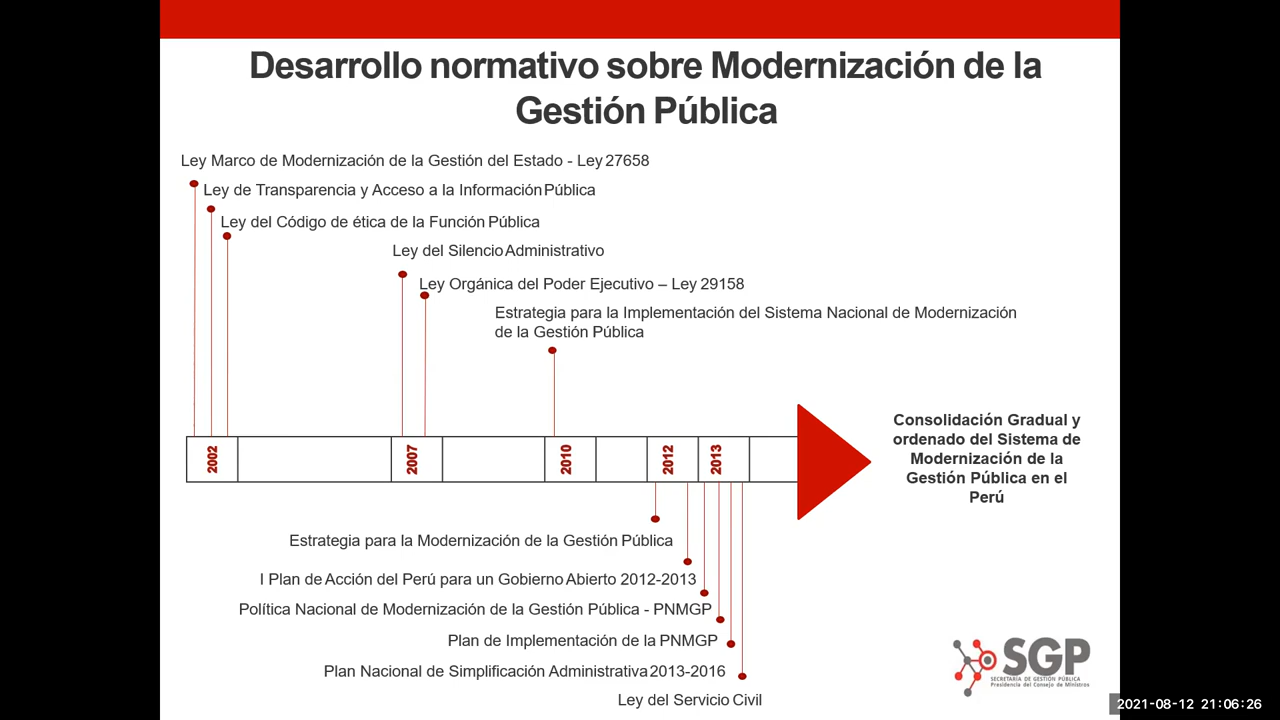 Desarrollo normativo sobre Modernización de la
Gestión Pública
Ley Marco de Modernización de la Gestión del Estado - Ley 27658
Ley de Transparencia y Acceso a la Información Pública
Ley del Código de ética de la Función Pública
Ley del Silencio Administrativo
Ley Orgánica del Poder Ejecutivo – Ley 29158
Estrategia para la Implementación del Sistema Nacional de Modernización
de la Gestión Pública
2002
2007
2010
2012
2013
Consolidación Gradual y
ordenado del Sistema de
Modernización de la
Gestión Pública en el
Perú
Estrategia para la Modernización de la Gestión Pública
I Plan de Acción del Perú para un Gobierno Abierto 2012-2013
Política Nacional de Modernización de la Gestión Pública - PNMGP
Plan de Implementación de la PNMGP
Plan Nacional de Simplificación Administrativa 2013-2016
Ley del Servicio Civil
SGP
SECRETARÍA DE GESTIÓN PÚBLICA
Presidencia del Consejo de Ministros
2021-08-12 21:06:26